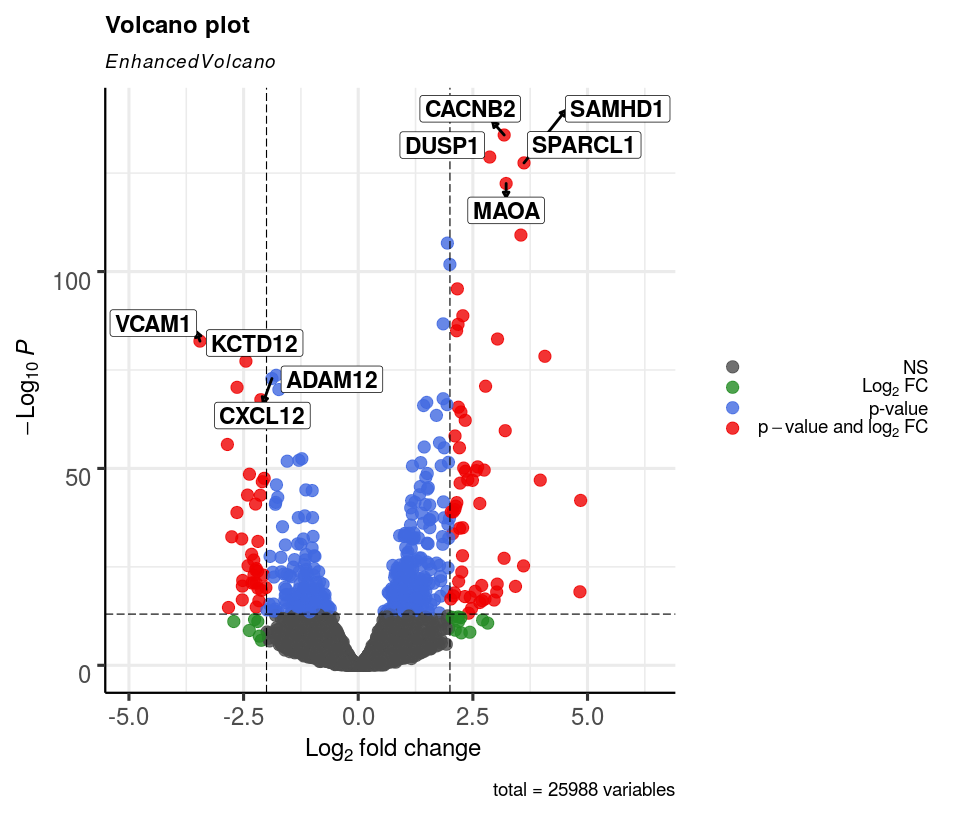 Volcano plot
EnhancedVolcano
CACNB2
SAMHD1
DUSP1
SPARCL1
MAOA
VCAM1
KCTD12
ADAM12
CXCL12
100
50
0
−Log₁₀ P
-5.0
-2.5
0.0
2.5
5.0
Log₂ fold change
total = 25988 variables
NS
Log₂ FC
p-value
p − value and log₂ FC